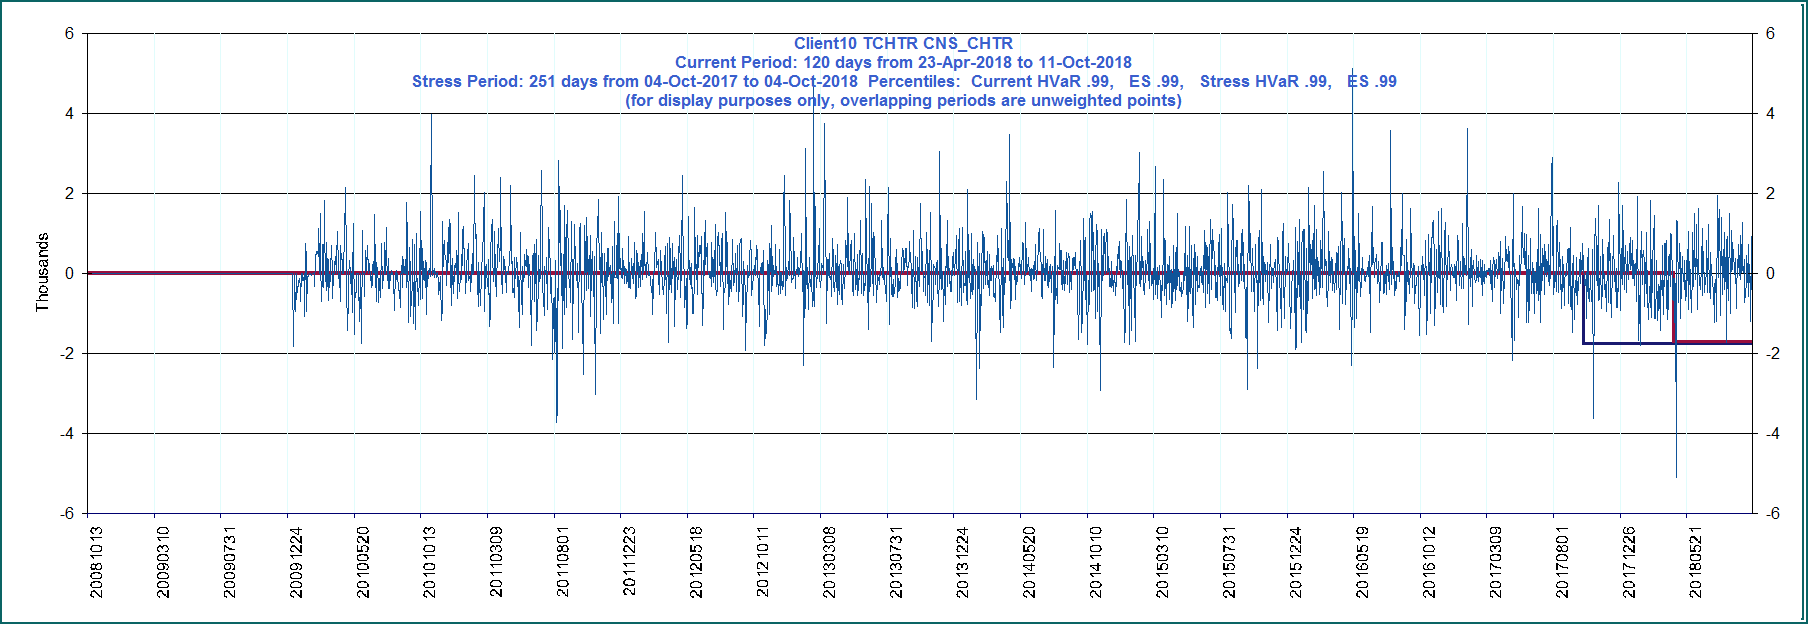 Client10 TCHTR CNS_CHTR
Current Period: 120 days from 23-Apr-2018 to 11-Oct-2018
Stress Period: 251 days from 04-Oct-2017 to 04-Oct-2018  Percentiles:  Current HVaR .99,   ES .99,   Stress HVaR .99,   ES .99
(for display purposes only, overlapping periods are unweighted points)
6 6
4 4
2 2
0 0
-2 -2
-4 -4
-6 -6
Thousands
20081013 20090310 20090731 20091224 20100520 20101013 20110309 20110801 20111223 20120518 20121011 20130308 20130731 20131224 20140520 20141010 20150310 20150731 20151224 20160519 20161012 20170309 20170801 20171226 20180521